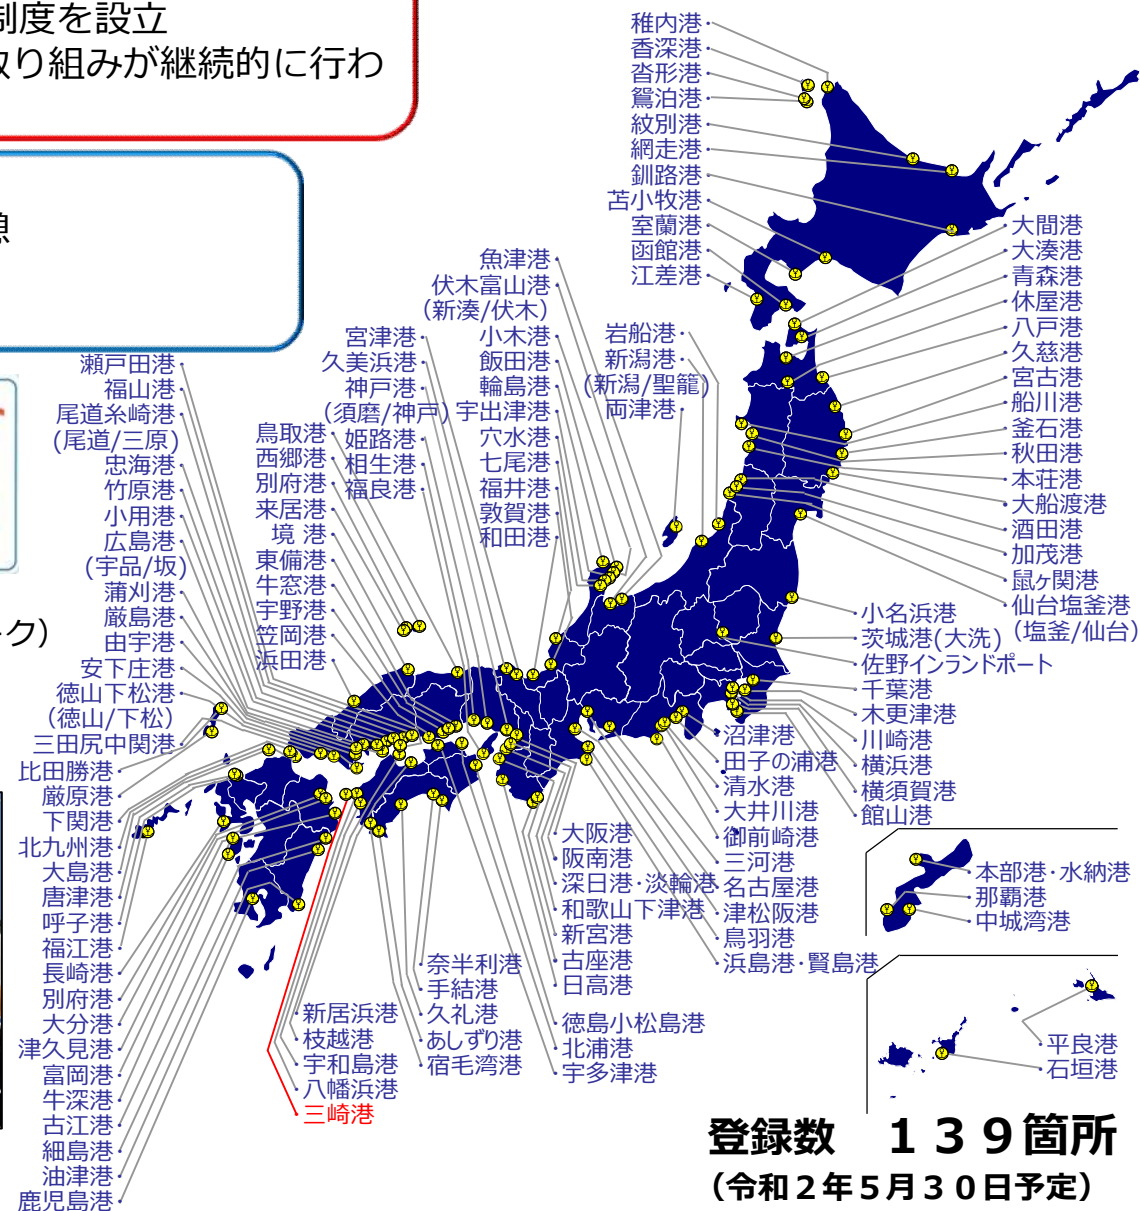 制度を設立
取り組みが継続的に行わ
憩
ーク)
稚内港
香深港
沓形港
鴛泊港
紋別港
網走港
釧路港
苫小牧港
室蘭港
函館港
江差港
大間港
大湊港
青森港
休屋港
八戸港
久慈港
宮古港
船川港
釜石港
秋田港
本荘港
大船渡港
酒田港
加茂港
鼠ヶ関港
仙台塩釜港
(塩釜/仙台)
魚津港
伏木富山港
(新湊/伏木)
小木港
飯田港
輪島港
宇出津港
穴水港
七尾港
福井港
敦賀港
和田港
岩船港
新潟港
(新潟/聖籠)
両津港
宮津港
久美浜港
神戸港
(須磨/神戸)
姫路港
相生港
福良港
鳥取港
西郷港
別府港
来居港
境 港
東備港
牛窓港
宇野港
笠岡港
浜田港
瀬戸田港
福山港
尾道糸崎港
(尾道/三原)
忠海港
竹原港
小用港
広島港
(宇品/坂)
蒲刈港
厳島港
由宇港
安下庄港
徳山下松港
(徳山/下松)
三田尻中関港
比田勝港
厳原港
下関港
北九州港
大島港
唐津港
呼子港
福江港
長崎港
別府港
大分港
津久見港
富岡港
牛深港
古江港
細島港
油津港
鹿児島港
小名浜港
茨城港(大洗)
佐野インランドポート
千葉港
木更津港
川崎港
横浜港
横須賀港
館山港
沼津港
田子の浦港
清水港
大井川港
御前崎港
三河港
名古屋港
津松阪港
鳥羽港
浜島港・賢島港
大阪港
阪南港
深日港・淡輪港
和歌山下津港
新宮港
古座港
日高港
徳島小松島港
北浦港
宇多津港
奈半利港
手結港
久礼港
あしずり港
宿毛湾港
新居浜港
枝越港
宇和島港
八幡浜港
三崎港
本部港・水納港
那覇港
中城湾港
平良港
石垣港
登録数　１３９箇所
(令和２年５月３０日予定)